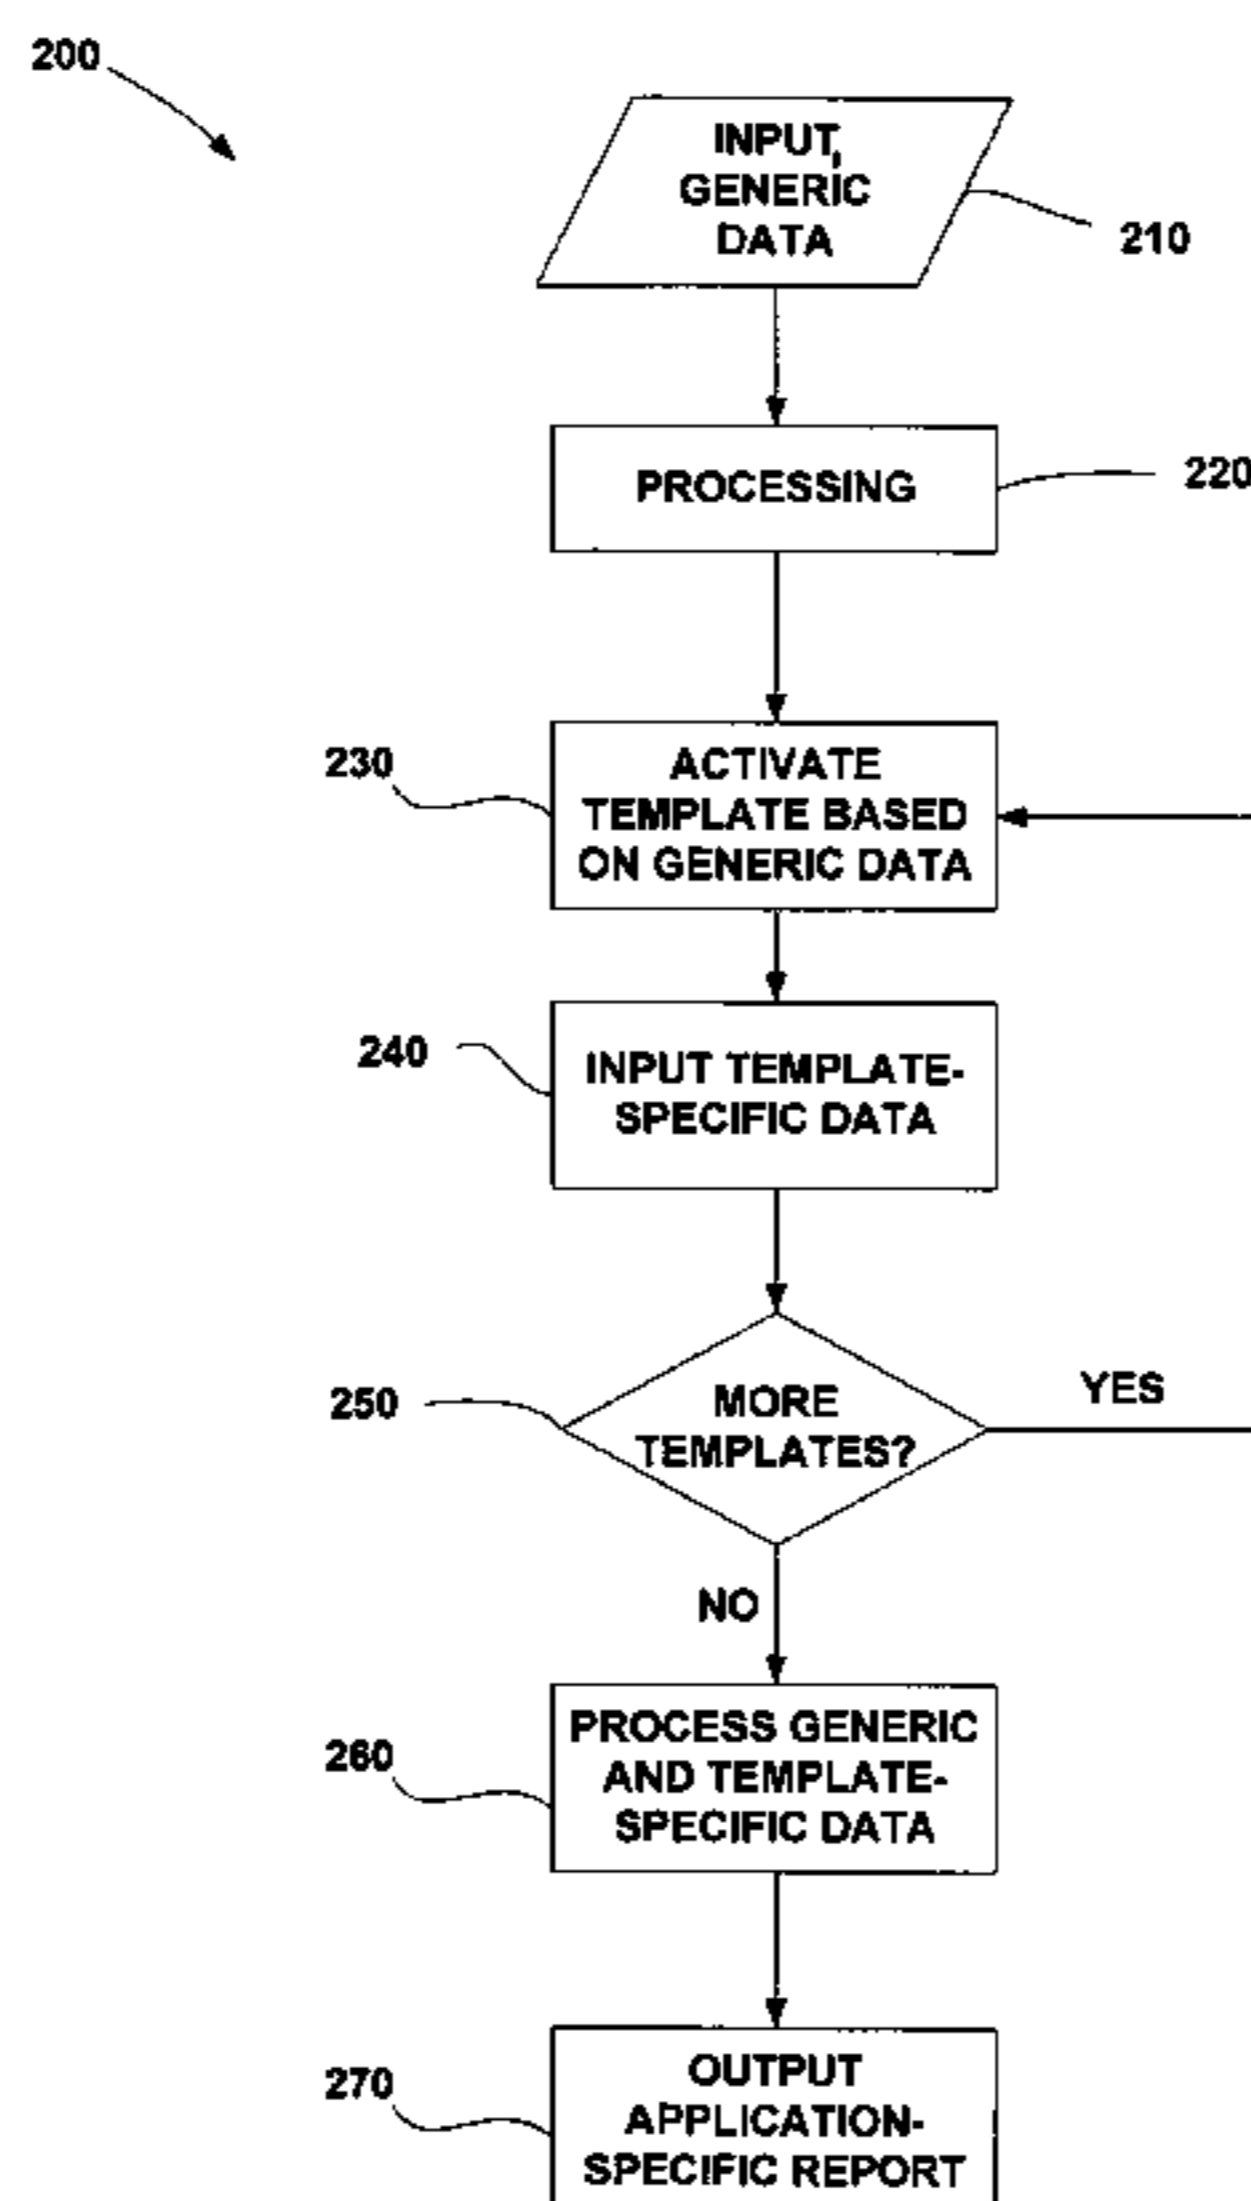 200
INPUT,
GENERIC
DATA
210
PROCESSING
220
230
ACTIVATE
TEMPLATE BASED
ON GENERIC DATA
240
INPUT TEMPLATE-
SPECIFIC DATA
250
MORE
TEMPLATES?
YES
NO
260
PROCESS GENERIC
AND TEMPLATE-
SPECIFIC DATA
270
OUTPUT
APPLICATION-
SPECIFIC REPORT